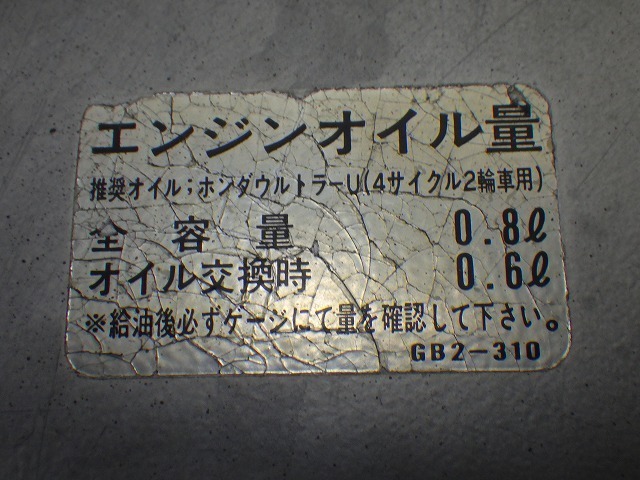 エンジンオイル量
推奨オイル;ホンダウルトラーU(4サイクル2輪車用)
全容量 0.8ℓ
オイル交換時 0.6ℓ
※給油後必ずゲージにて量を確認して下さい。
GB2-310